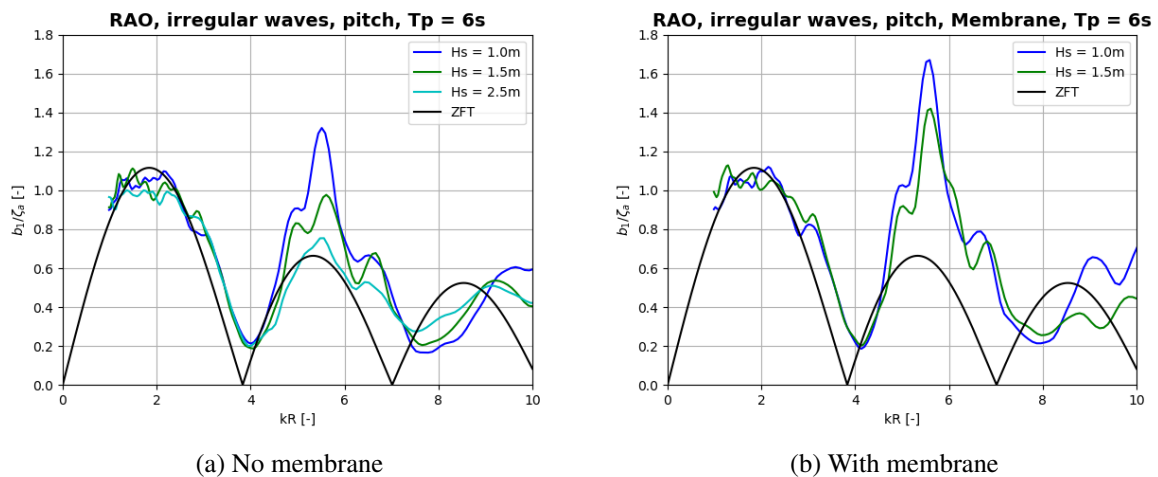 RAO, irregular waves, pitch, Tp = 6s
1.8
1.6
1.4
1.2
1.0
0.8
0.6
0.4
0.2
0.0
b₁/ζₐ [-]
Hs = 1.0m
Hs = 1.5m
Hs = 2.5m
ZFT
0 2 4 6 8 10
kR [-]
(a) No membrane
RAO, irregular waves, pitch, Membrane, Tp = 6s
1.8
1.6
1.4
1.2
1.0
0.8
0.6
0.4
0.2
0.0
b₁/ζₐ [-]
Hs = 1.0m
Hs = 1.5m
ZFT
0 2 4 6 8 10
kR [-]
(b) With membrane